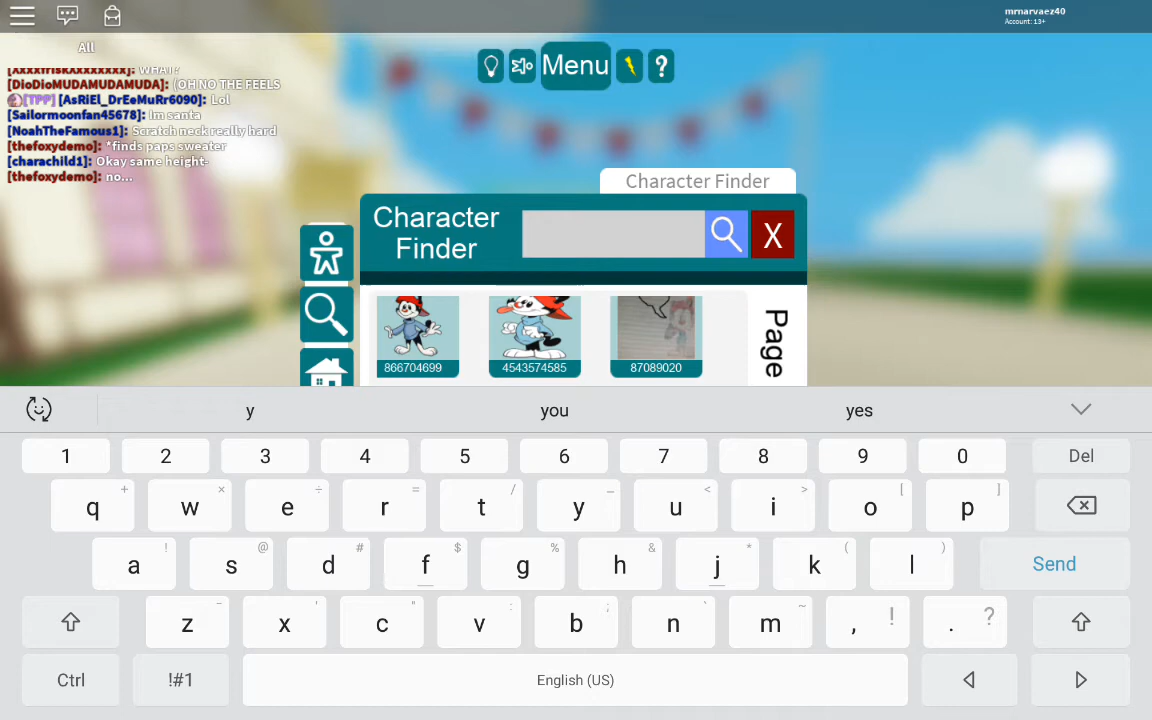 mrnarvaez40
Account: 13+
All
[XxxxfriskXxxxxxxx]: WHAT?
[DioDioMUDAMUDAMUDA]: (OH NO THE FEELS
[TPP] [AsRiEl_DrEeMuRr6090]: Lol
[Sailormoonfan45678]: Im santa
[NoahTheFamous1]: Scratch neck really hard
[thefoxydemo]: *finds paps sweater
[charachild1]: Okay same height-
[thefoxydemo]: no...
Menu ?
Character Finder
Character
Finder
X
866704699 4543574585 87089020
Page
y you yes
1 2 3 4 5 6 7 8 9 0 Del
q + w × e ÷ r = t / y _ u < i > o [ p ]
a ! s @ d # f $ g % h & j * k ( l ) Send
z - x ' c " v : b ; n ` m ~ , ! . ?
Ctrl !#1 English (US)